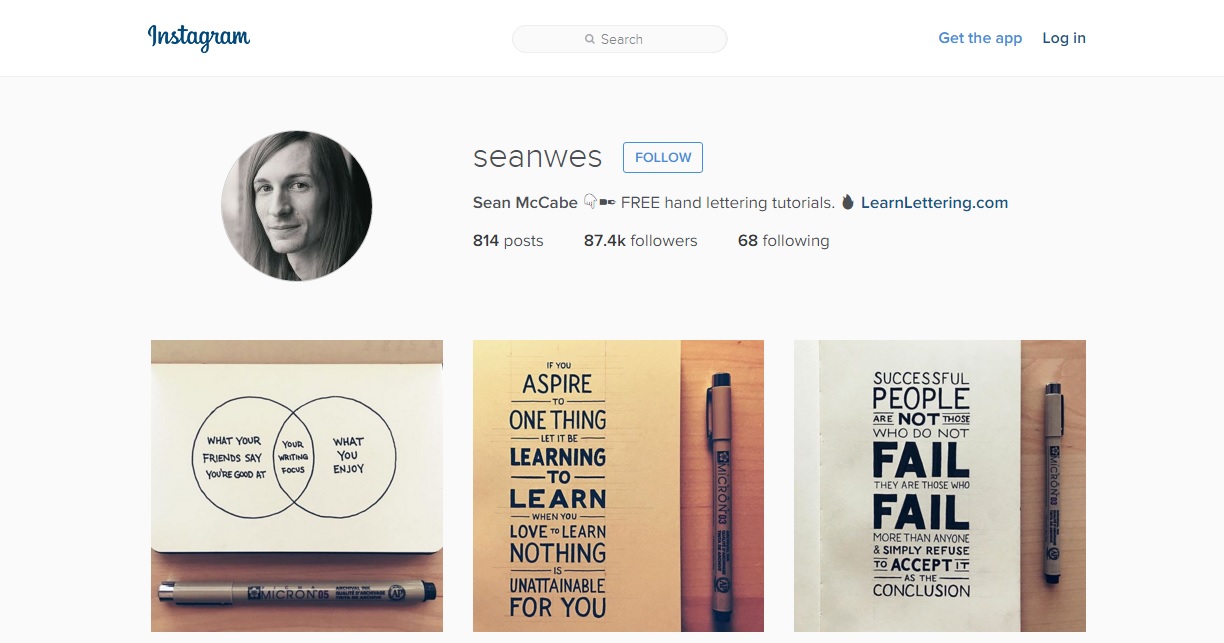 Instagram
Search
Get the app
Log in
seanwes
FOLLOW
Sean McCabe FREE hand lettering tutorials. LearnLettering.com
814 posts 87.4k followers 68 following
WHAT YOUR
FRIENDS SAY
YOU'RE GOOD AT
YOUR
WRITING
FOCUS
WHAT
YOU
ENJOY
MICRON 05
ARCHIVAL INK
AP
IF YOU
ASPIRE
TO
ONE THING
LET IT BE
LEARNING
TO
LEARN
WHEN YOU
LOVE TO LEARN
NOTHING
IS
UNATTAINABLE
FOR YOU
MICRON 03
SUCCESSFUL
PEOPLE
ARE NOT THOSE
WHO DO NOT
FAIL
THEY ARE THOSE WHO
FAIL
MORE THAN ANYONE
& SIMPLY REFUSE
TO ACCEPT IT
AS THE
CONCLUSION
MICRON 03